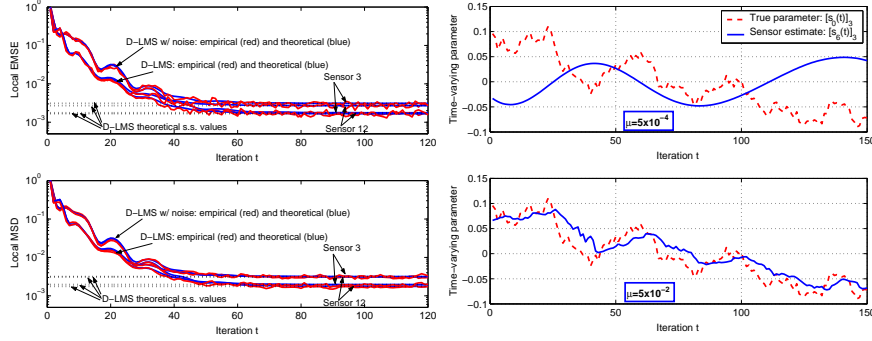 10^0
10^-1
10^-2
10^-3
Local EMSE
D-LMS w/ noise: empirical (red) and theoretical (blue)
D-LMS: empirical (red) and theoretical (blue)
Sensor 3
Sensor 12
D-LMS theoretical s.s. values
0 20 40 60 80 100 120
Iteration t
0.1
0.05
0
-0.05
-0.1
Time-varying parameter
True parameter: [s_0(t)]_3
Sensor estimate: [s_6(t)]_3
μ=5x10^-4
0 50 100 150
Iteration t
10^0
10^-1
10^-2
10^-3
Local MSD
D-LMS w/ noise: empirical (red) and theoretical (blue)
D-LMS: empirical (red) and theoretical (blue)
Sensor 3
D-LMS theoretical s.s. values
Sensor 12
0 20 40 60 80 100 120
Iteration t
0.1
0.05
0
-0.05
-0.1
Time-varying parameter
μ=5x10^-2
0 50 100 150
Iteration t